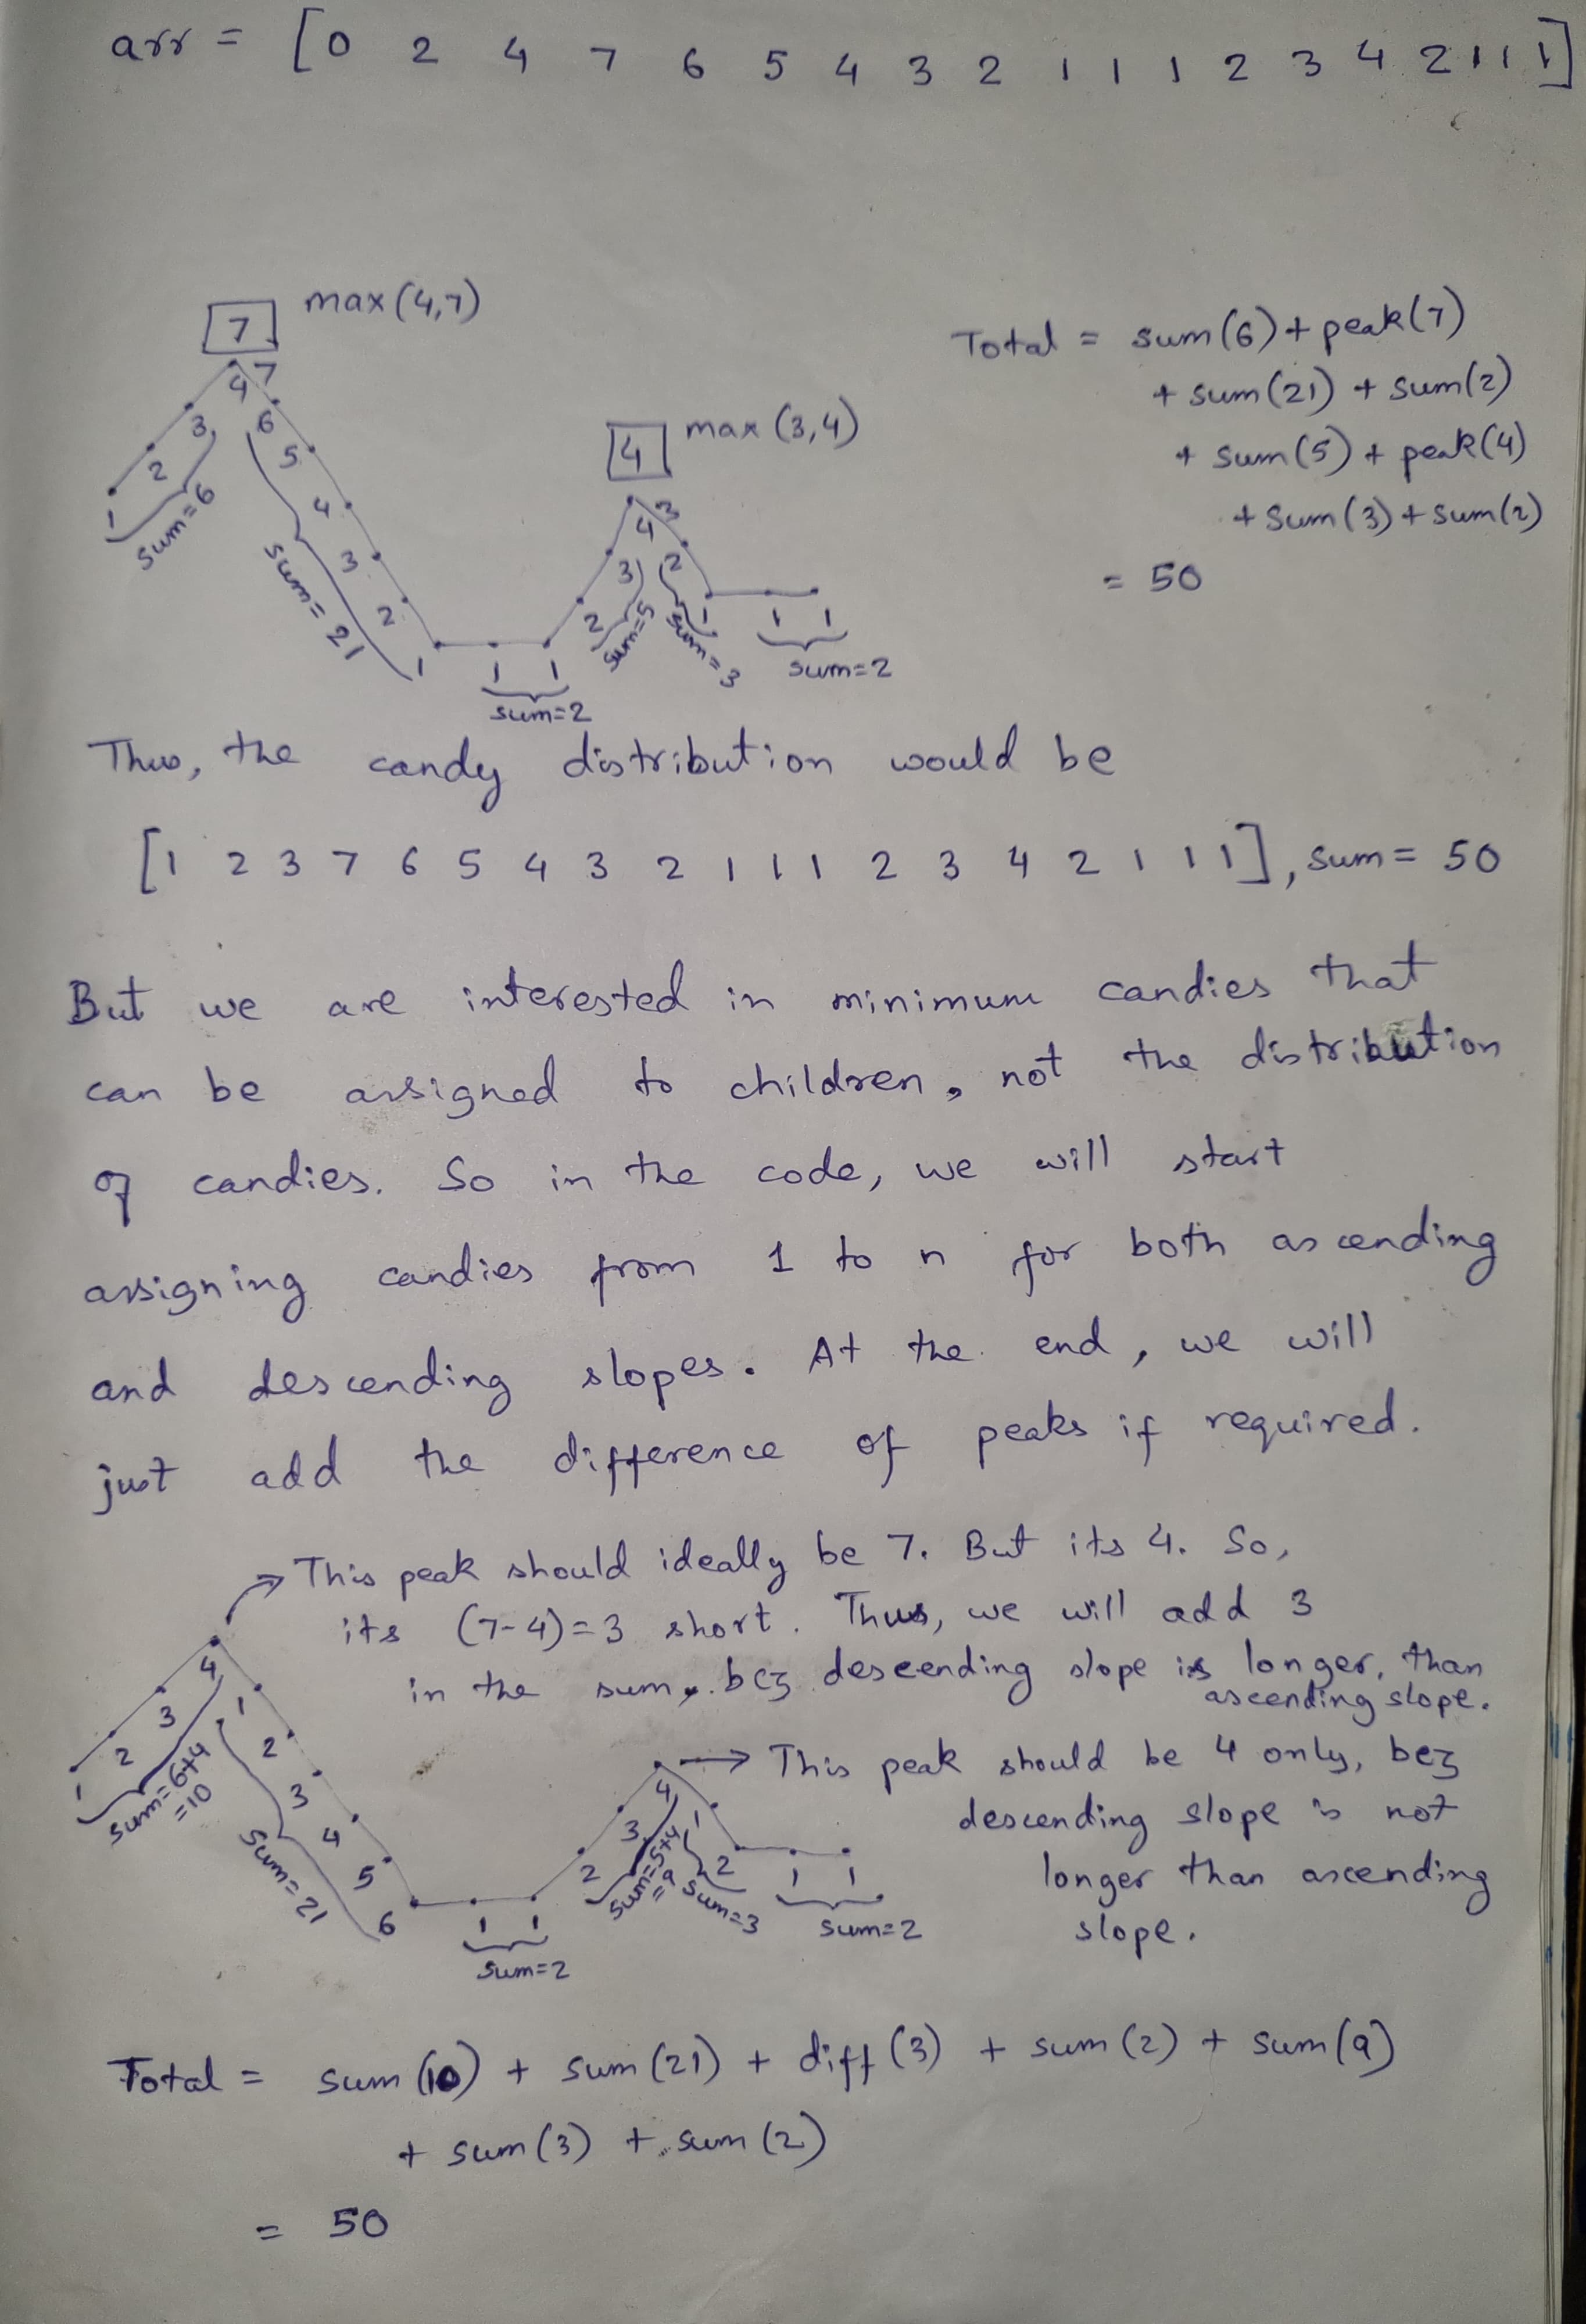 arr = [0 2 4 7 6 5 4 3 2 1 1 1 2 3 4 2 1 1 1]
7 max(4,7)
4 7
3 6
2 5
1 4
sum=6 3
2
sum=21 1
1 1
sum=2
4 max(3,4)
4 3
3 2
2 1
sum=5 sum=3
1 1
sum=2
Total = sum(6)+peak(7)
+ sum(21) + sum(2)
+ sum(5) + peak(4)
+ sum(3) + sum(2)
= 50
Thus, the candy distribution would be
[1 2 3 7 6 5 4 3 2 1 1 1 2 3 4 2 1 1 1], sum = 50
But we are interested in minimum candies that
can be assigned to children, not the distribution
of candies. So in the code, we will start
assigning candies from 1 to n for both ascending
and descending slopes. At the end, we will
just add the difference of peaks if required.
→ This peak should ideally be 7. But its 4. So,
its (7-4)=3 short. Thus, we will add 3
in the sum, bcz descending slope is longer, than
ascending slope.
4
3 1
2 2
1 3
sum=6+4 4
=10 5
sum=21 6
1 1
sum=2
→ This peak should be 4 only, bcz
descending slope is not
longer than ascending
slope.
4
3 1
2 2
sum=5+4
=9 sum=3
1 1
sum=2
Total = sum(10) + sum(21) + diff(3) + sum(2) + sum(9)
+ sum(3) + sum(2)
= 50